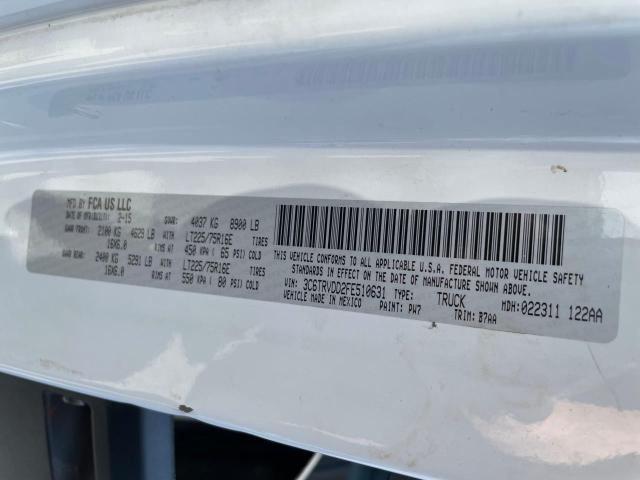 MFD BY FCA US LLC
DATE OF MFR(MO/YR): 2-15 GVWR: 4037 KG 8900 LB
GAWR FRONT: 2100 KG 4629 LB WITH LT225/75R16E TIRES
16X6.0 RIMS AT 450 KPA ( 65 PSI) COLD
GAWR REAR: 2400 KG 5291 LB WITH LT225/75R16E TIRES
16X6.0 RIMS AT 550 KPA ( 80 PSI) COLD
THIS VEHICLE CONFORMS TO ALL APPLICABLE U.S.A. FEDERAL MOTOR VEHICLE SAFETY
STANDARDS IN EFFECT ON THE DATE OF MANUFACTURE SHOWN ABOVE.
VIN: 3C6TRVDD2FE510631 TYPE: TRUCK MDH: 022311 122AA
VEHICLE MADE IN MEXICO PAINT: PW7 TRIM: B7AA